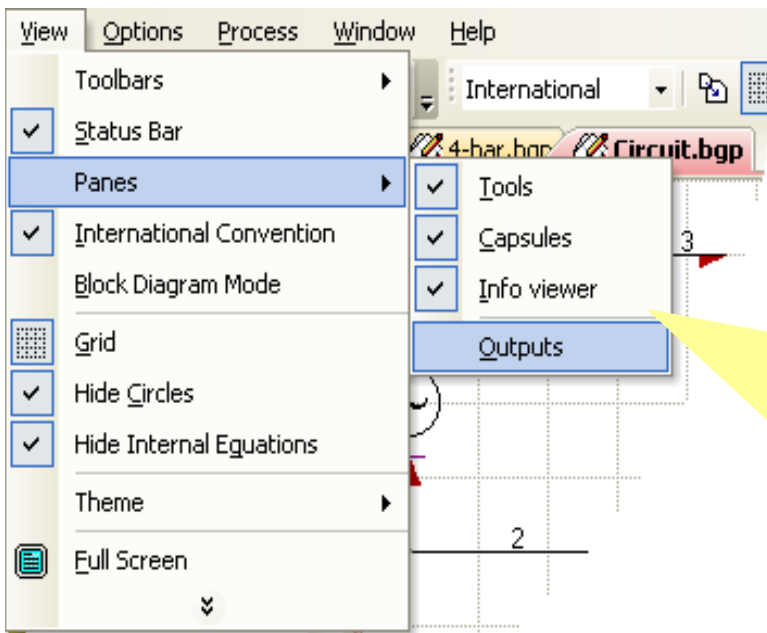 View Options Process Window Help
Toolbars
International
Status Bar
4-bar.bgp Circuit.bgp
Panes
Tools
International Convention
Capsules
3
Block Diagram Mode
Info viewer
Grid
Outputs
Hide Circles
Hide Internal Equations
Theme
2
Full Screen